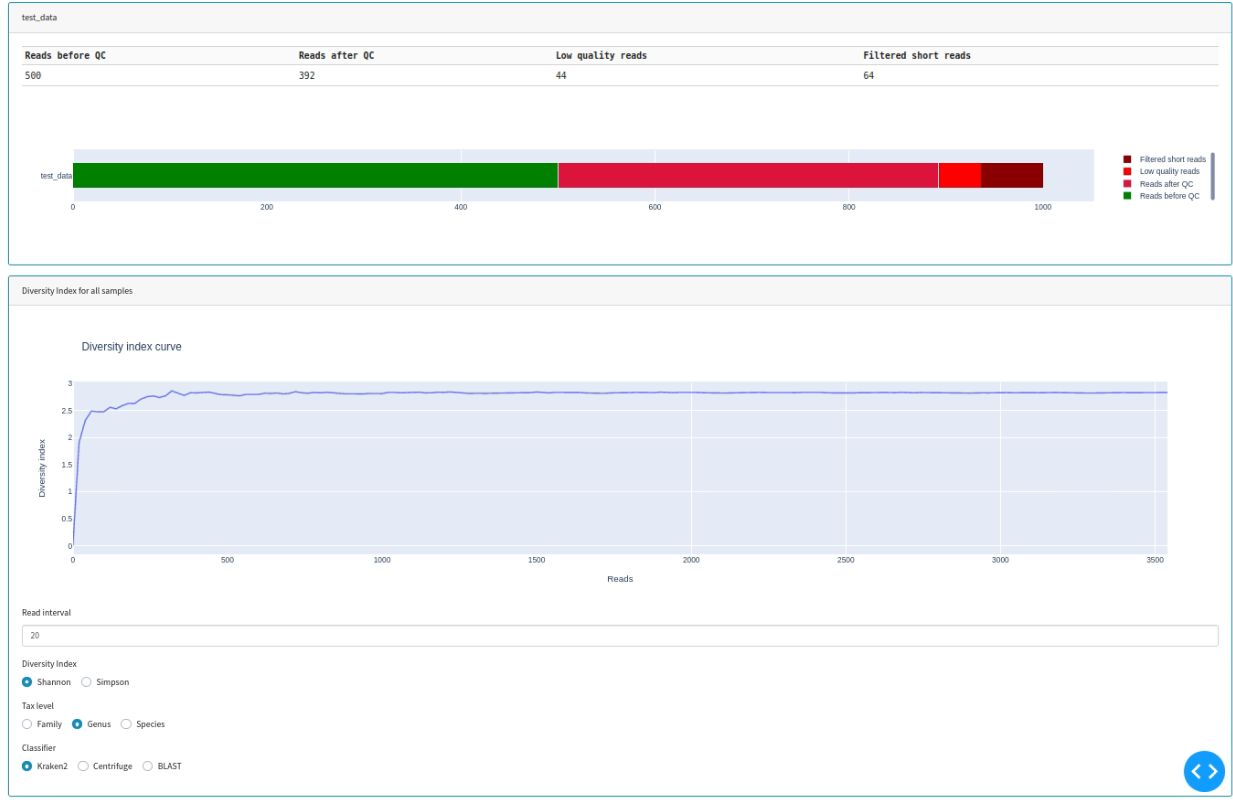 test_data
Reads before QC Reads after QC Low quality reads Filtered short reads
500 392 44 64
Filtered short reads
Low quality reads
Reads after QC
Reads before QC
test_data
0 200 400 600 800 1000
Diversity Index for all samples
Diversity index curve
3
2.5
2
1.5
1
0.5
0
Diversity index
0 500 1000 1500 2000 2500 3000 3500
Reads
Read interval
20
Diversity Index
Shannon Simpson
Tax level
Family Genus Species
Classifier
Kraken2 Centrifuge BLAST